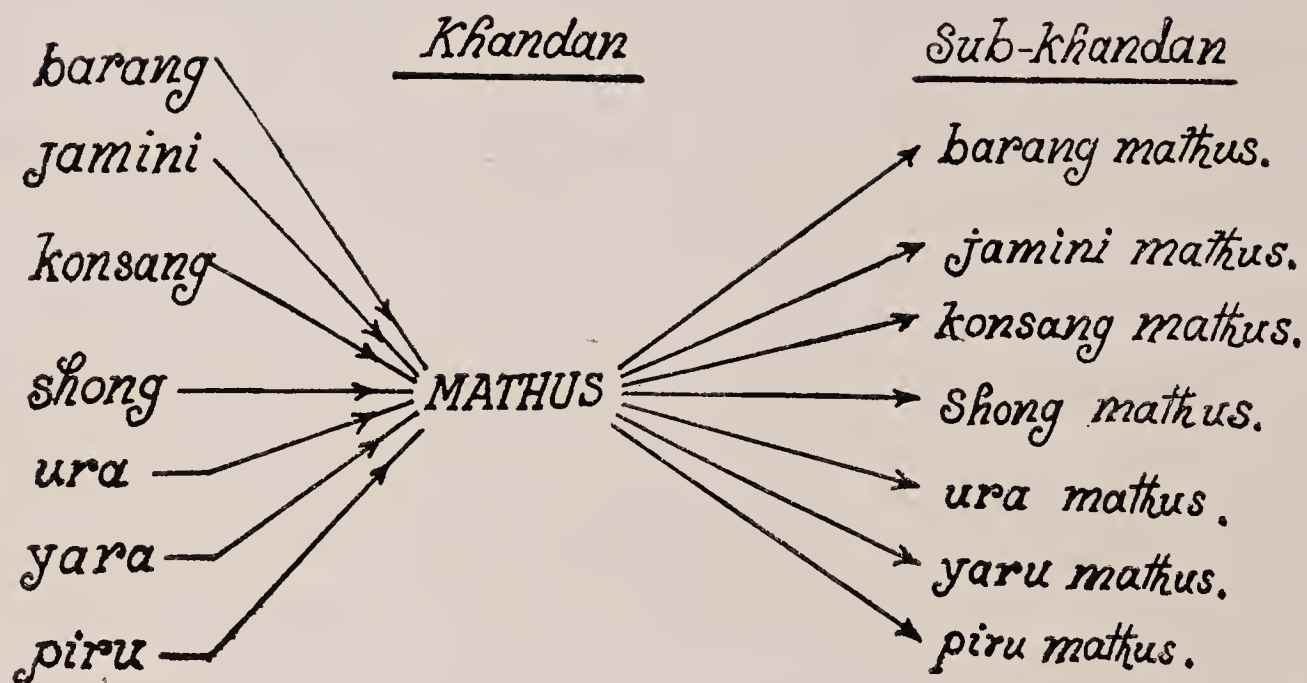 Khandan
Sub-khandan
barang
jamini
konsang
shong
ura
yara
piru
MATHUS
barang mathus.
jamini mathus.
konsang mathus.
shong mathus.
ura mathus.
yaru mathus.
piru mathus.